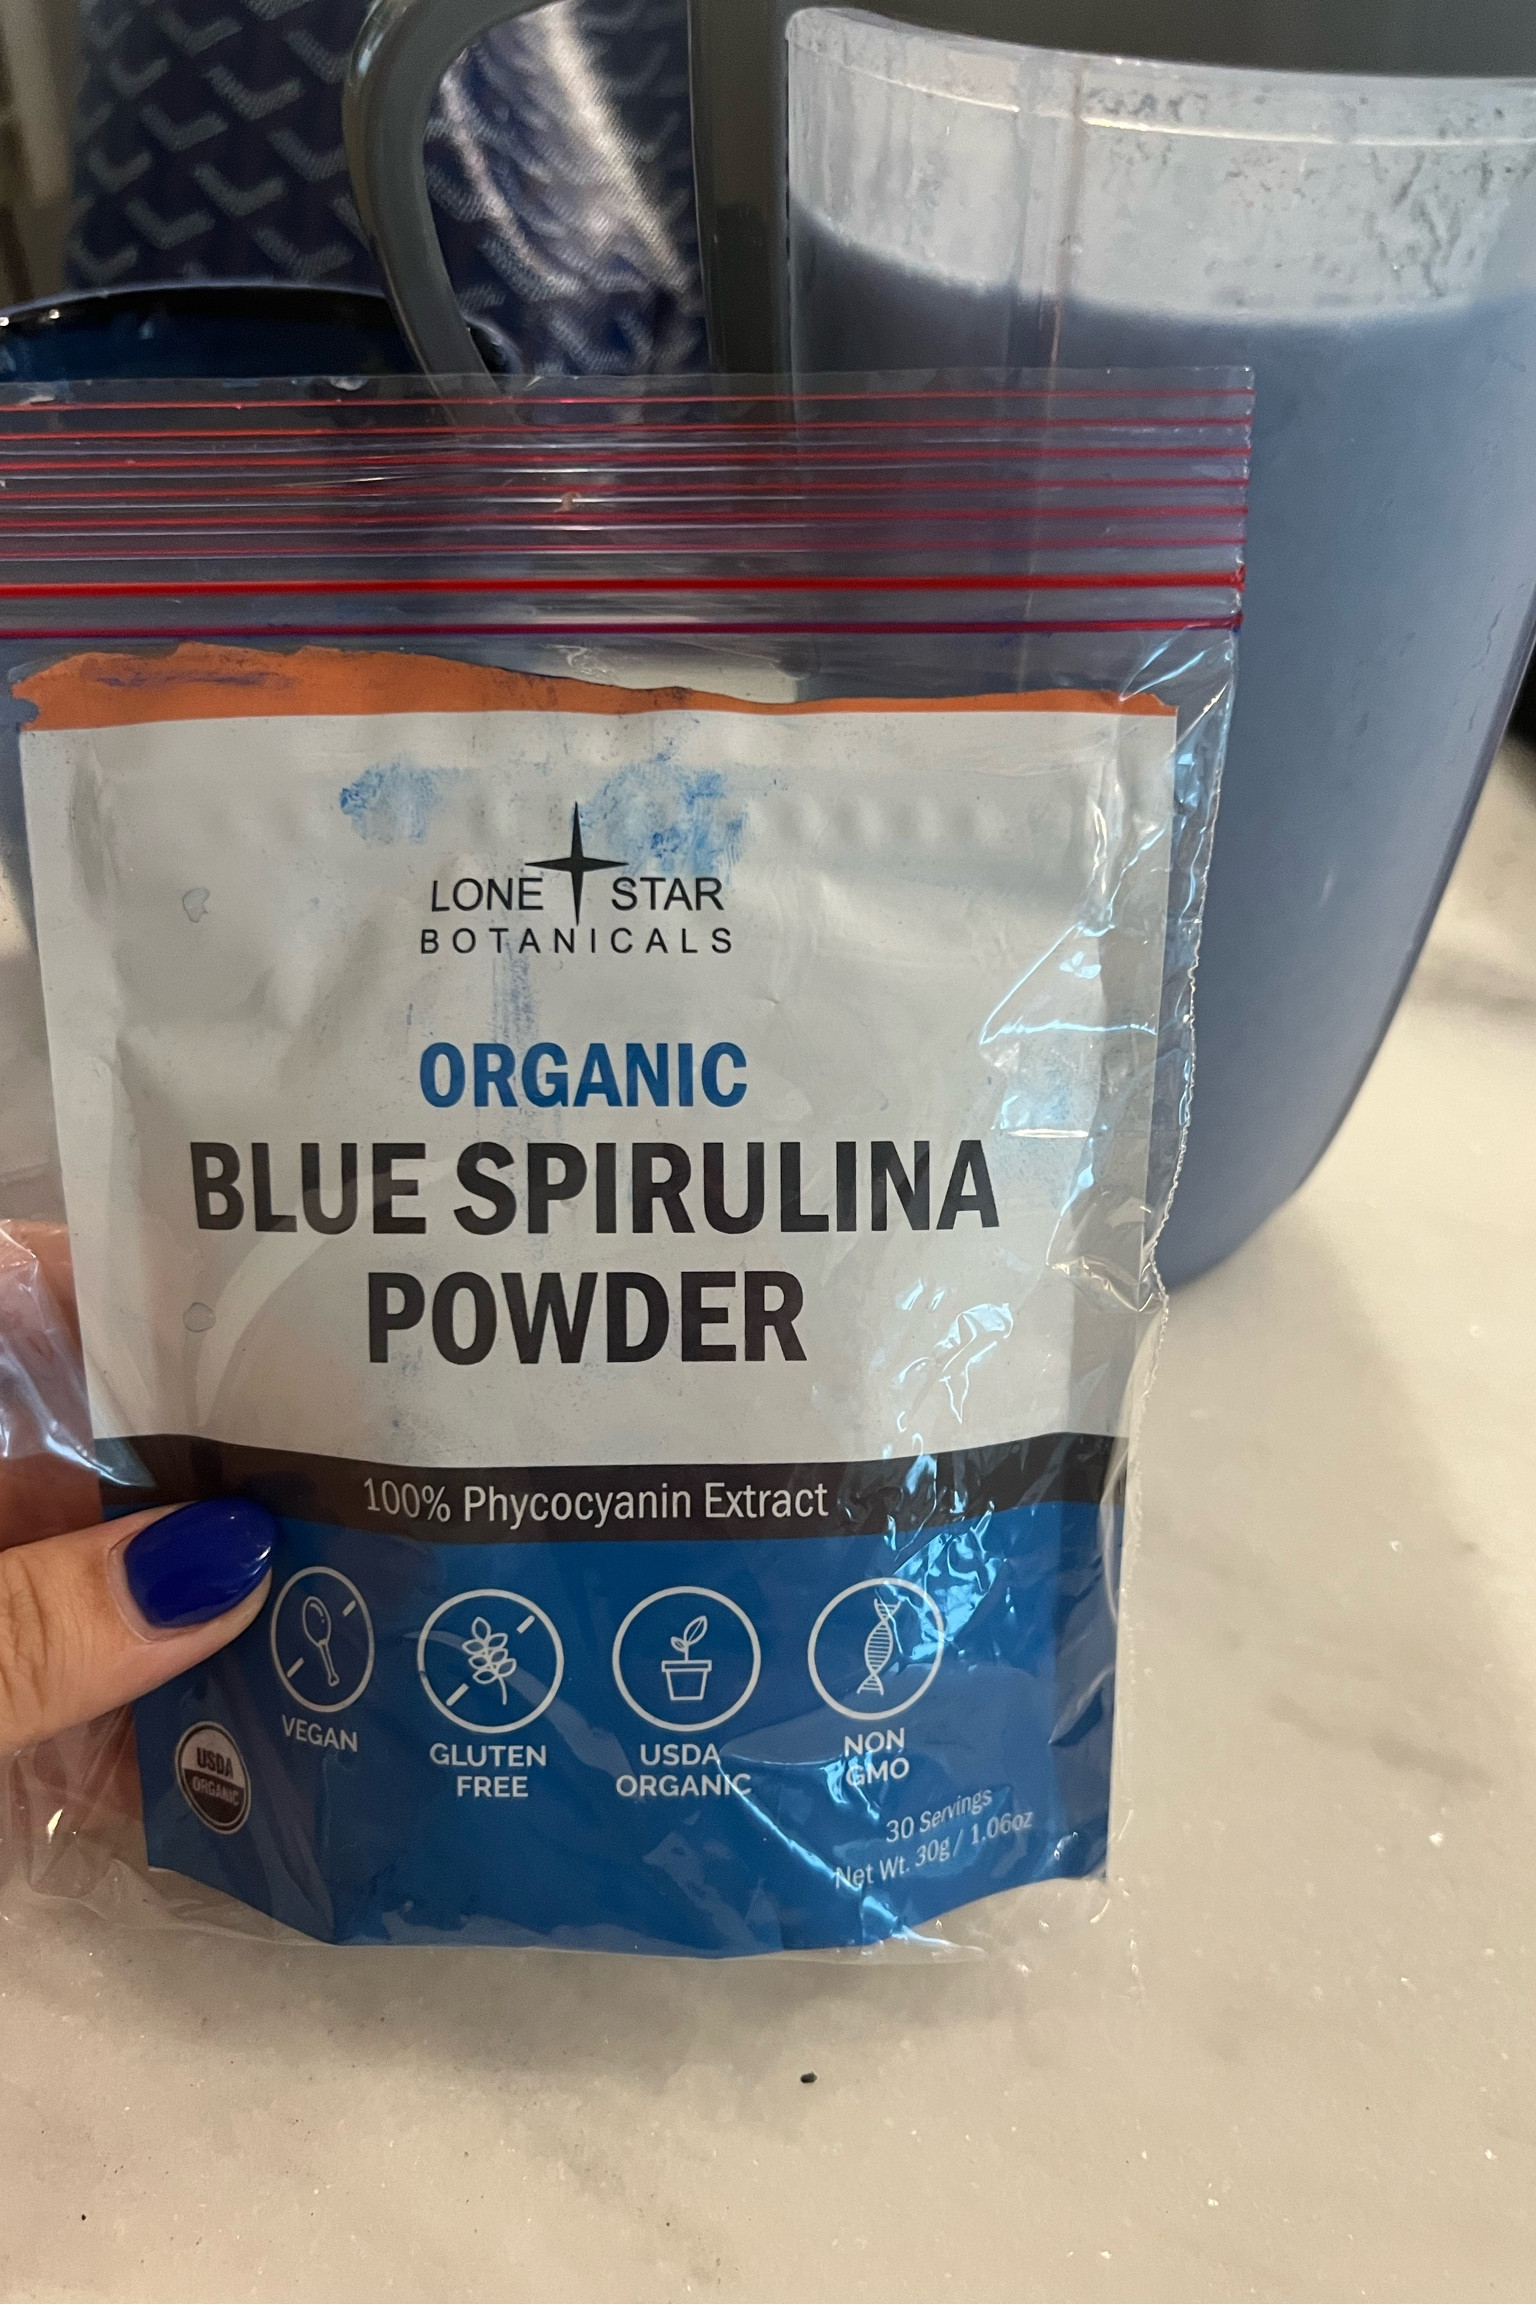 LONE STAR
BOTANICALS
ORGANIC
BLUE SPIRULINA
POWDER
100% Phycocyanin Extract
VEGAN
GLUTEN
FREE
USDA
ORGANIC
NON
GMO
USDA
ORGANIC
30 Servings
Net Wt. 30g / 1.06oz